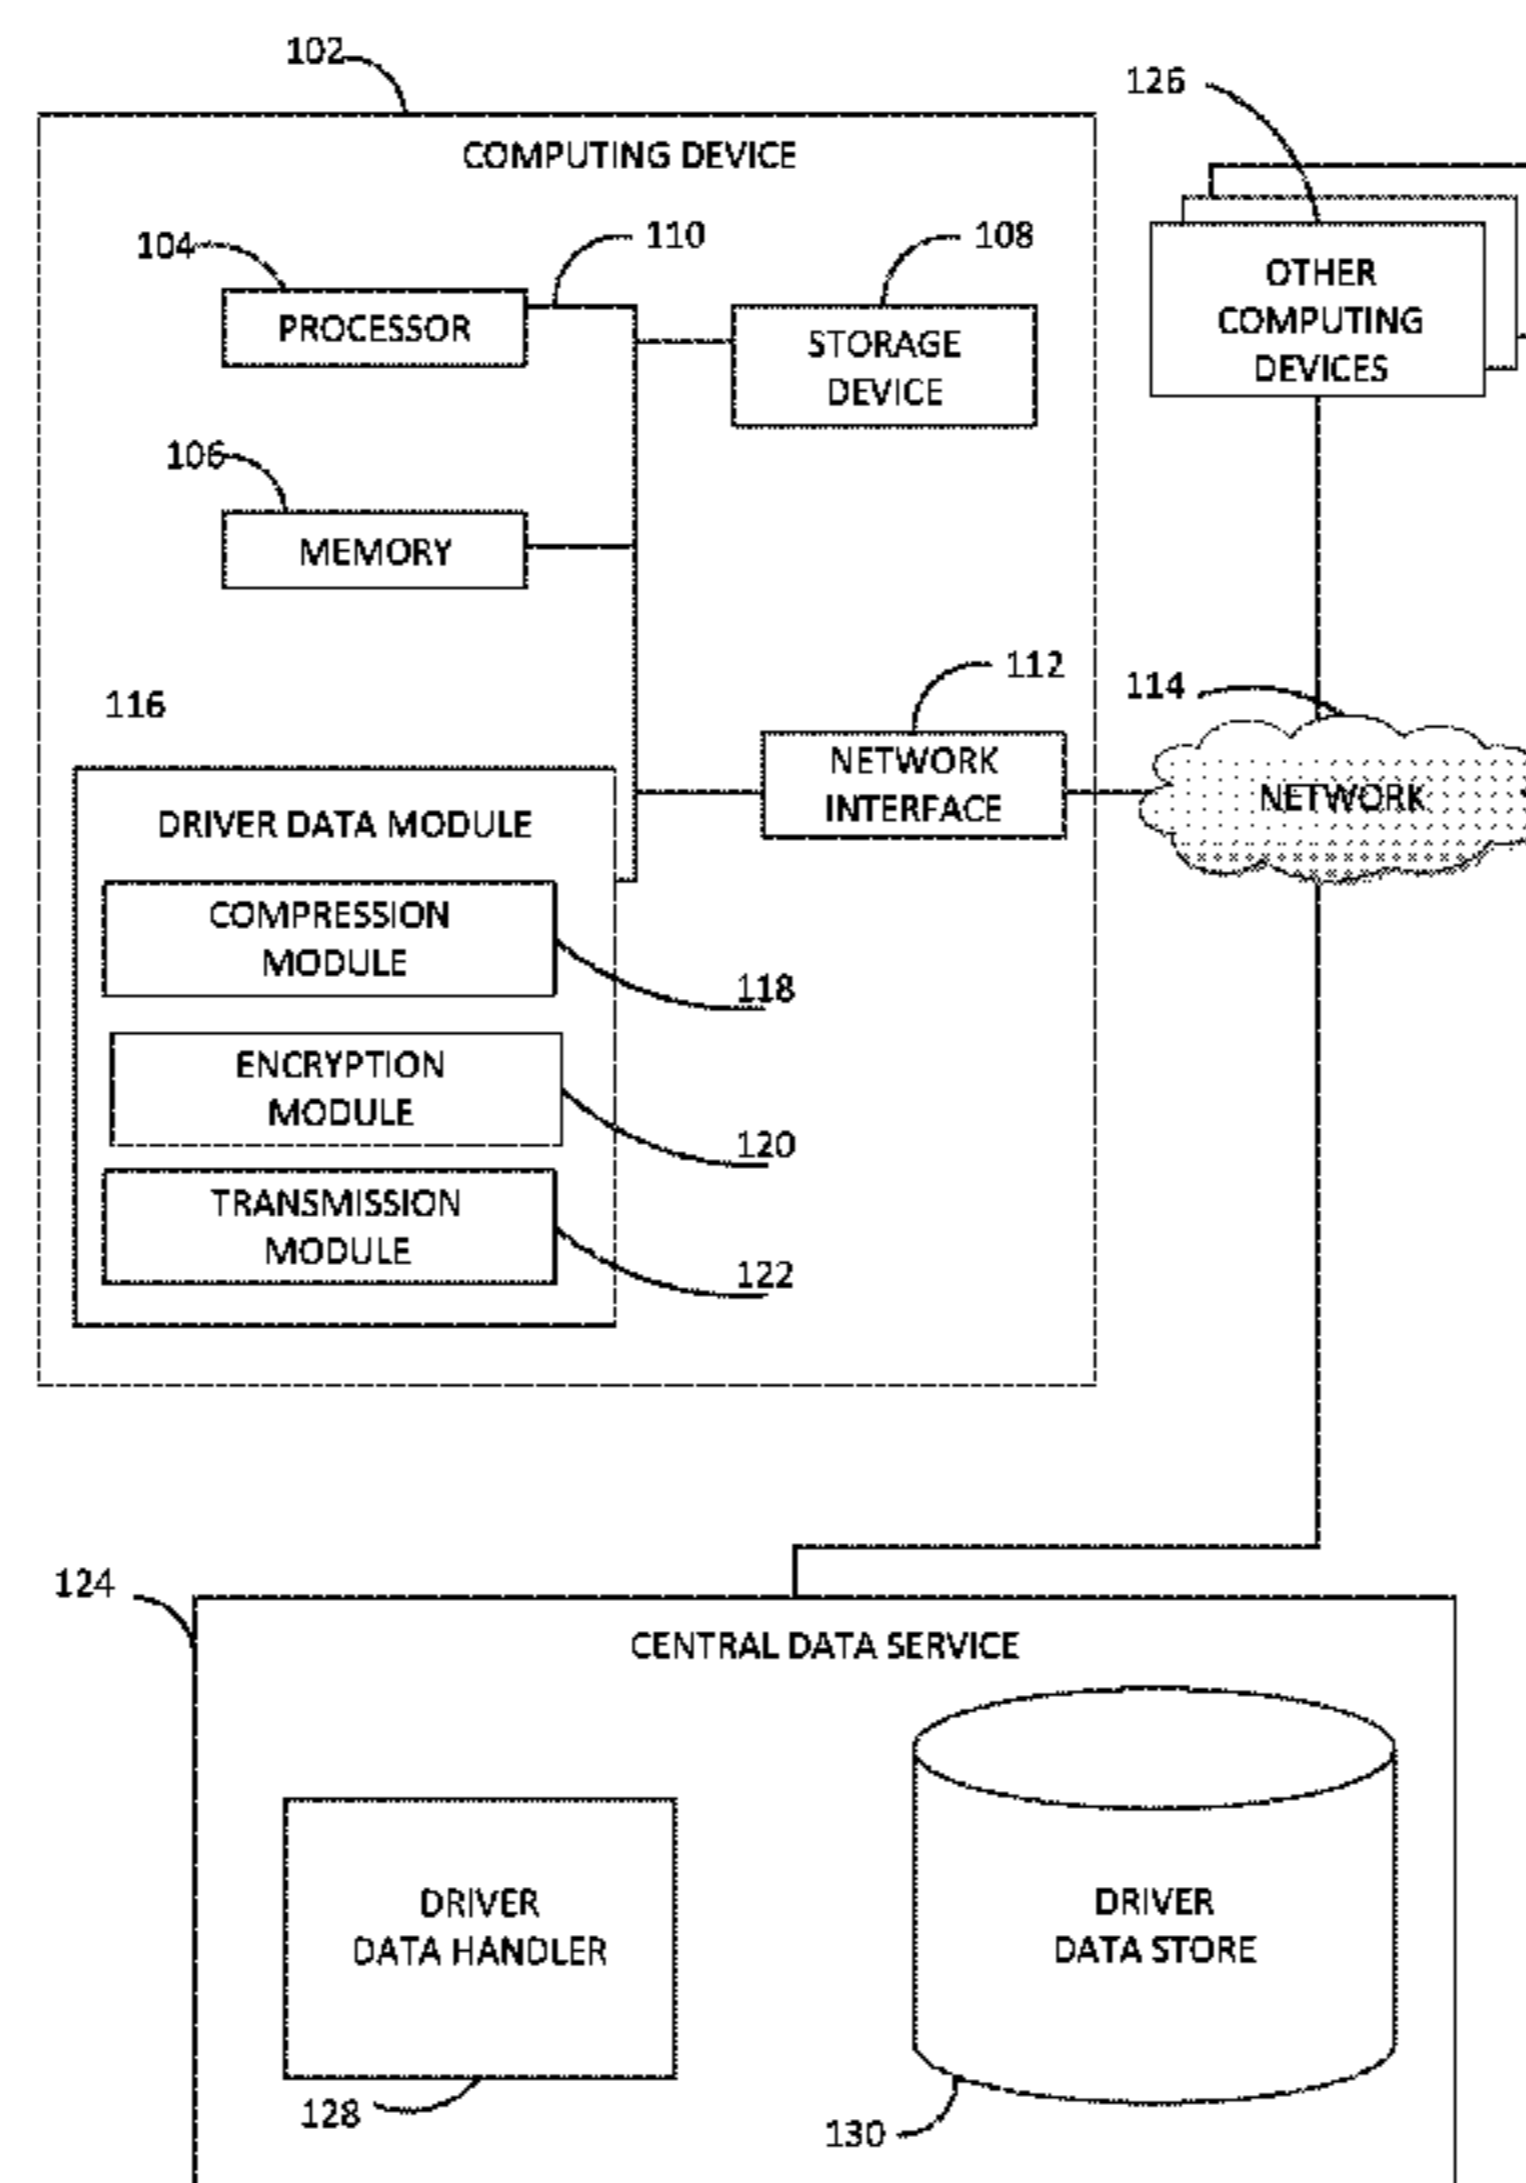 102
126
COMPUTING DEVICE
104
110
108
PROCESSOR
STORAGE
DEVICE
OTHER
COMPUTING
DEVICES
106
MEMORY
112
114
116
NETWORK
INTERFACE
NETWORK
DRIVER DATA MODULE
COMPRESSION
MODULE
118
ENCRYPTION
MODULE
120
TRANSMISSION
MODULE
122
124
CENTRAL DATA SERVICE
DRIVER
DATA HANDLER
DRIVER
DATA STORE
128
130